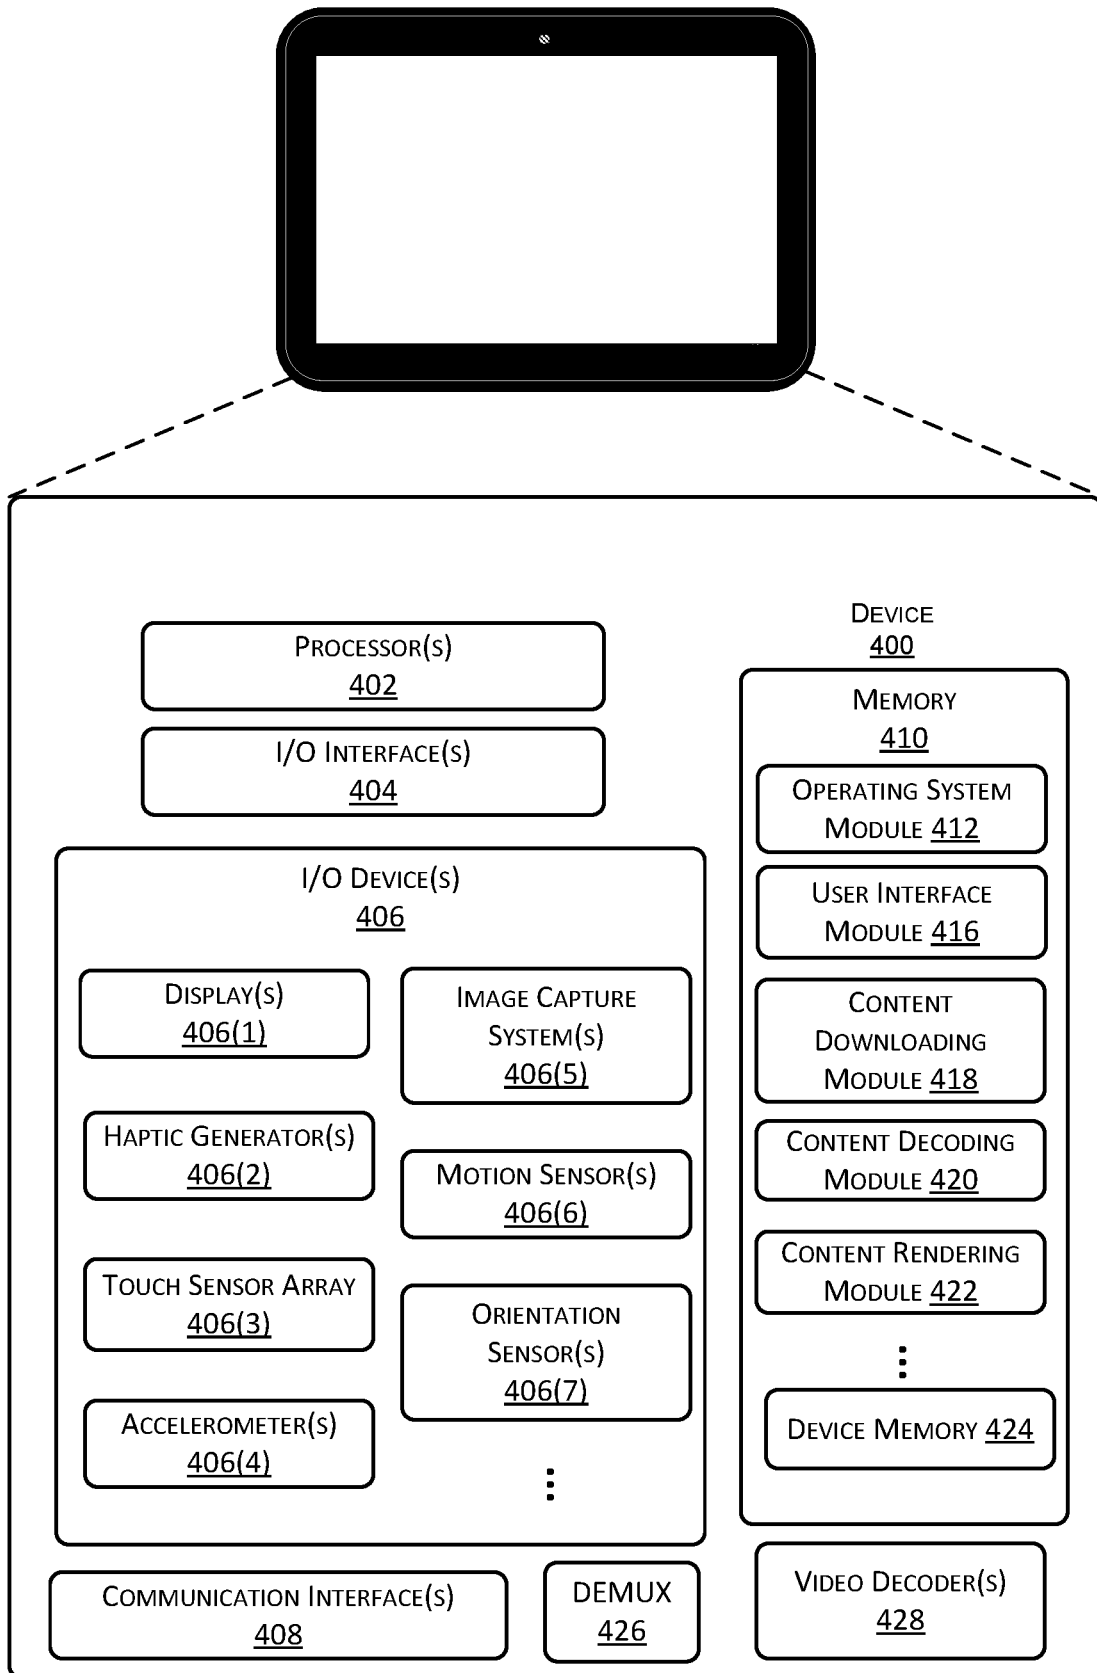 PROCESSOR(S)
402
I/O INTERFACE(S)
404
I/O DEVICE(S)
406
DISPLAY(S)
406(1)
HAPTIC GENERATOR(S)
406(2)
TOUCH SENSOR ARRAY
406(3)
ACCELEROMETER(S)
406(4)
IMAGE CAPTURE
SYSTEM(S)
406(5)
MOTION SENSOR(S)
406(6)
ORIENTATION
SENSOR(S)
406(7)
COMMUNICATION INTERFACE(S)
408
DEMUX
426
DEVICE
400
MEMORY
410
OPERATING SYSTEM
MODULE 412
USER INTERFACE
MODULE 416
CONTENT
DOWNLOADING
MODULE 418
CONTENT DECODING
MODULE 420
CONTENT RENDERING
MODULE 422
DEVICE MEMORY 424
VIDEO DECODER(S)
428